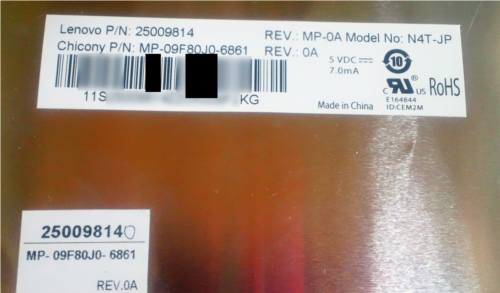 Lenovo P/N: 25009814 REV.: MP-0A Model No: N4T-JP
Chicony P/N: MP-09F80J0-6861 REV.: 0A
5 VDC
7.0mA
10
C US RoHS
E164844
ID:CEM2M
11S KG
Made in China
25009814
MP- 09F80J0- 6861
REV.0A